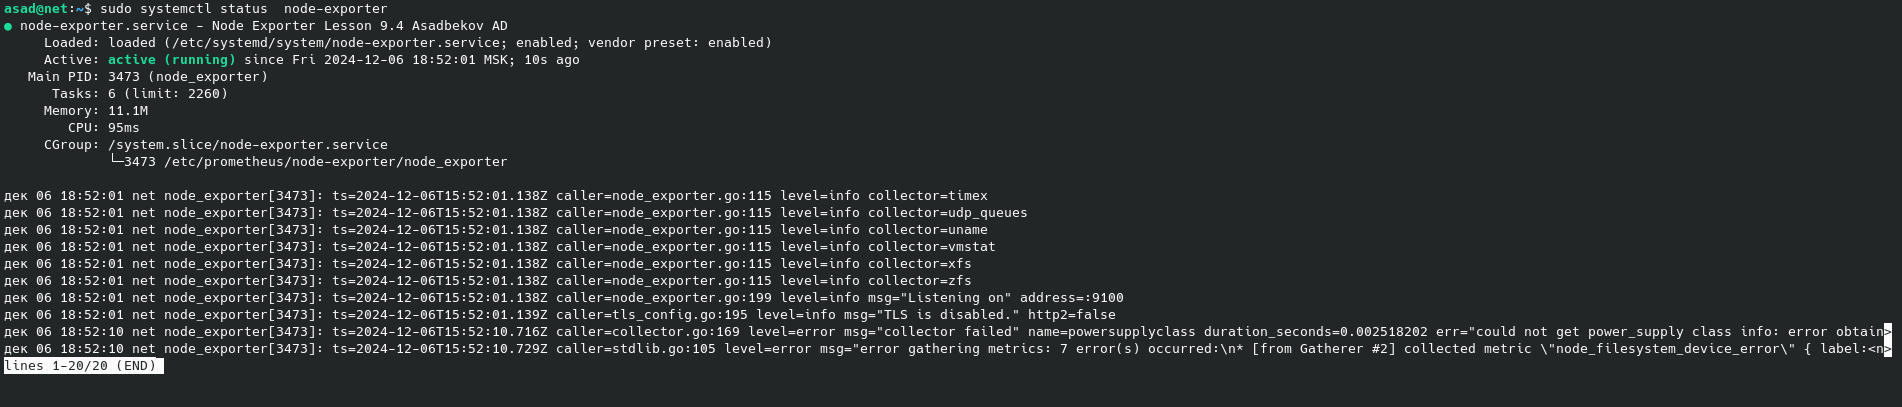 asad@net:~$ sudo systemctl status  node-exporter
● node-exporter.service - Node Exporter Lesson 9.4 Asadbekov AD
     Loaded: loaded (/etc/systemd/system/node-exporter.service; enabled; vendor preset: enabled)
     Active: active (running) since Fri 2024-12-06 18:52:01 MSK; 10s ago
   Main PID: 3473 (node_exporter)
      Tasks: 6 (limit: 2260)
     Memory: 11.1M
        CPU: 95ms
     CGroup: /system.slice/node-exporter.service
             └─3473 /etc/prometheus/node-exporter/node_exporter

дек 06 18:52:01 net node_exporter[3473]: ts=2024-12-06T15:52:01.138Z caller=node_exporter.go:115 level=info collector=timex
дек 06 18:52:01 net node_exporter[3473]: ts=2024-12-06T15:52:01.138Z caller=node_exporter.go:115 level=info collector=udp_queues
дек 06 18:52:01 net node_exporter[3473]: ts=2024-12-06T15:52:01.138Z caller=node_exporter.go:115 level=info collector=uname
дек 06 18:52:01 net node_exporter[3473]: ts=2024-12-06T15:52:01.138Z caller=node_exporter.go:115 level=info collector=vmstat
дек 06 18:52:01 net node_exporter[3473]: ts=2024-12-06T15:52:01.138Z caller=node_exporter.go:115 level=info collector=xfs
дек 06 18:52:01 net node_exporter[3473]: ts=2024-12-06T15:52:01.138Z caller=node_exporter.go:115 level=info collector=zfs
дек 06 18:52:01 net node_exporter[3473]: ts=2024-12-06T15:52:01.138Z caller=node_exporter.go:199 level=info msg="Listening on" address=:9100
дек 06 18:52:01 net node_exporter[3473]: ts=2024-12-06T15:52:01.139Z caller=tls_config.go:195 level=info msg="TLS is disabled." http2=false
дек 06 18:52:10 net node_exporter[3473]: ts=2024-12-06T15:52:10.716Z caller=collector.go:169 level=error msg="collector failed" name=powersupplyclass duration_seconds=0.002518202 err="could not get power_supply class info: error obtain>
дек 06 18:52:10 net node_exporter[3473]: ts=2024-12-06T15:52:10.729Z caller=stdlib.go:105 level=error msg="error gathering metrics: 7 error(s) occurred:\n* [from Gatherer #2] collected metric \"node_filesystem_device_error\" { label:<n>
lines 1-20/20 (END)